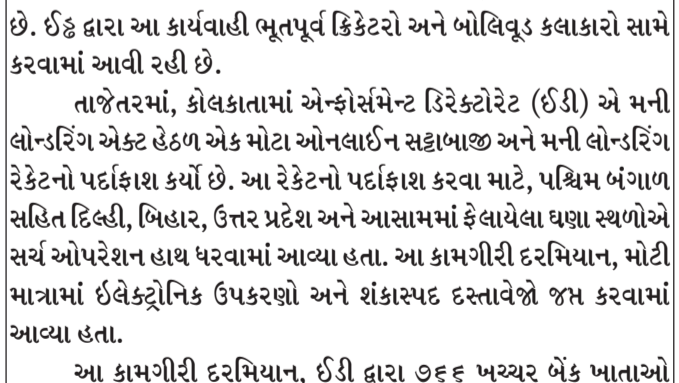 છે. ઈડ્ઢ દ્વારા આ કાર્યવાહી ભૂતપૂર્વ ક્રિકેટરો અને બોલિવૂડ કલાકારો સામે
કરવામાં આવી રહી છે.
તાજેતરમાં, કોલકાતામાં એન્ફોર્સમેન્ટ ડિરેક્ટોરેટ (ઈડી) એ મની
લોન્ડરિંગ એક્ટ હેઠળ એક મોટા ઓનલાઈન સટ્ટાબાજી અને મની લોન્ડરિંગ
રેકેટનો પર્દાફાશ કર્યો છે. આ રેકેટનો પર્દાફાશ કરવા માટે, પશ્ચિમ બંગાળ
સહિત દિલ્હી, બિહાર, ઉત્તર પ્રદેશ અને આસામમાં ફેલાયેલા ઘણા સ્થળોએ
સર્ચ ઓપરેશન હાથ ધરવામાં આવ્યા હતા. આ કામગીરી દરમિયાન, મોટી
માત્રામાં ઇલેક્ટ્રોનિક ઉપકરણો અને શંકાસ્પદ દસ્તાવેજો જપ્ત કરવામાં
આવ્યા હતા.
આ કામગીરી દરમિયાન, ઈડી દ્વારા ૭૬૬ ખચ્ચર બેંક ખાતાઓ